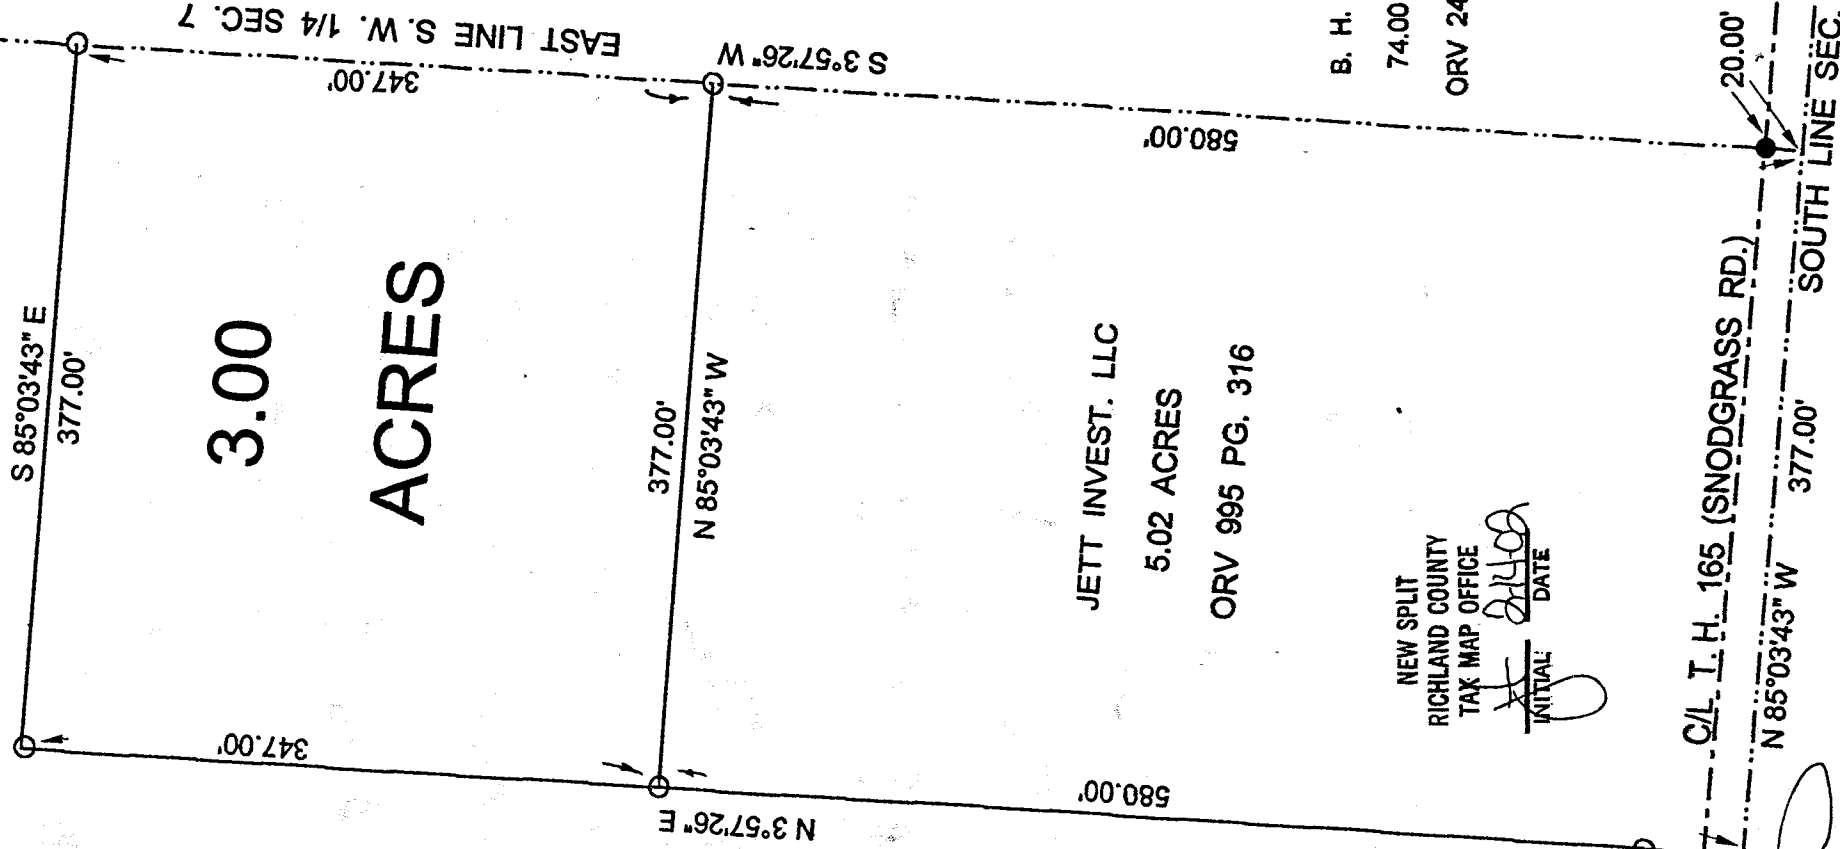 EAST LINE S. W. 1/4 SEC. 7
S 85°03'43" E
377.00'
347.00'
3.00
ACRES
347.00'
S 3°57'26" W
377.00'
N 85°03'43" W
N 3°57'26" E
580.00'
JETT INVEST. LLC
5.02 ACRES
ORV 995 PG. 316
580.00'
B. H.
74.00
ORV 24
NEW SPLIT
RICHLAND COUNTY
TAX MAP OFFICE
INITIAL DATE
20.00'
C/L T. H. 165 (SNODGRASS RD.)
N 85°03'43" W 377.00'
SOUTH LINE SEC.